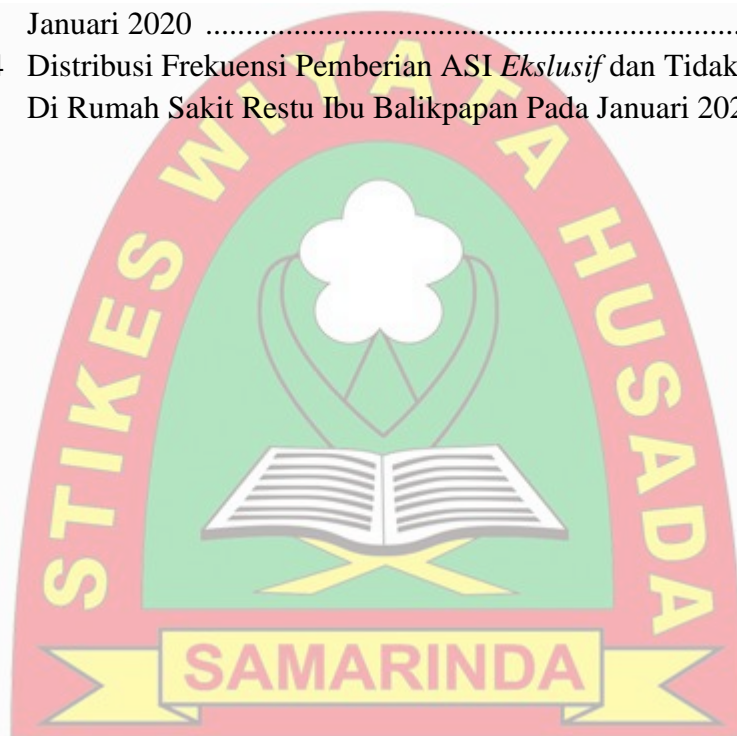 Januari 2020 ....................................................................
4 Distribusi Frekuensi Pemberian ASI Ekslusif dan Tidak
Di Rumah Sakit Restu Ibu Balikpapan Pada Januari 202
STIKES WIYATA HUSADA
SAMARINDA